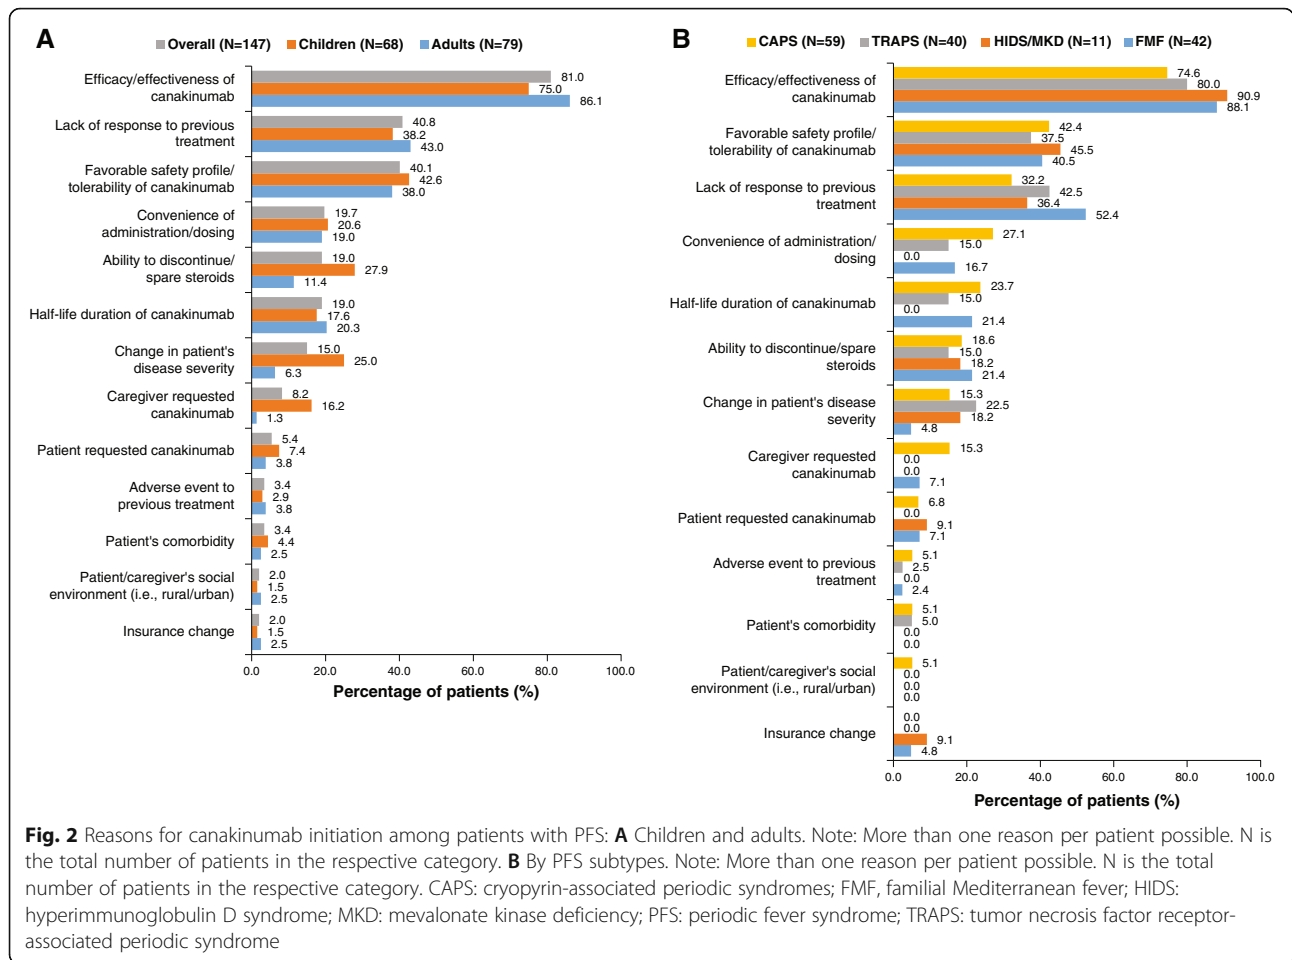 A
Overall (N=147) Children (N=68) Adults (N=79)
Efficacy/effectiveness of
canakinumab
81.0
75.0
86.1
Lack of response to previous
treatment
40.8
38.2
43.0
Favorable safety profile/
tolerability of canakinumab
40.1
42.6
38.0
Convenience of
administration/dosing
19.7
20.6
19.0
Ability to discontinue/
spare steroids
19.0
27.9
11.4
Half-life duration of canakinumab
19.0
17.6
20.3
Change in patient's
disease severity
15.0
25.0
6.3
Caregiver requested
canakinumab
8.2
16.2
1.3
Patient requested canakinumab
5.4
7.4
3.8
Adverse event to
previous treatment
3.4
2.9
3.8
Patient's comorbidity
3.4
4.4
2.5
Patient/caregiver's social
environment (i.e., rural/urban)
2.0
1.5
2.5
Insurance change
2.0
1.5
2.5
0.0 20.0 40.0 60.0 80.0 100.0
Percentage of patients (%)
B
CAPS (N=59) TRAPS (N=40) HIDS/MKD (N=11) FMF (N=42)
Efficacy/effectiveness of
canakinumab
74.6
80.0
90.9
88.1
Favorable safety profile/
tolerability of canakinumab
42.4
37.5
45.5
40.5
Lack of response to previous
treatment
32.2
42.5
36.4
52.4
Convenience of administration/
dosing
27.1
15.0
0.0
16.7
Half-life duration of canakinumab
23.7
15.0
0.0
21.4
Ability to discontinue/spare
steroids
18.6
15.0
18.2
21.4
Change in patient's disease
severity
15.3
22.5
18.2
4.8
Caregiver requested
canakinumab
15.3
0.0
0.0
7.1
Patient requested canakinumab
6.8
0.0
9.1
7.1
Adverse event to previous
treatment
5.1
2.5
0.0
2.4
Patient's comorbidity
5.1
5.0
0.0
0.0
Patient/caregiver's social
environment (i.e., rural/urban)
5.1
0.0
0.0
0.0
Insurance change
0.0
0.0
9.1
4.8
0.0 20.0 40.0 60.0 80.0 100.0
Percentage of patients (%)
Fig. 2 Reasons for canakinumab initiation among patients with PFS: A Children and adults. Note: More than one reason per patient possible. N is
the total number of patients in the respective category. B By PFS subtypes. Note: More than one reason per patient possible. N is the total
number of patients in the respective category. CAPS: cryopyrin-associated periodic syndromes; FMF, familial Mediterranean fever; HIDS:
hyperimmunoglobulin D syndrome; MKD: mevalonate kinase deficiency; PFS: periodic fever syndrome; TRAPS: tumor necrosis factor receptor-
associated periodic syndrome